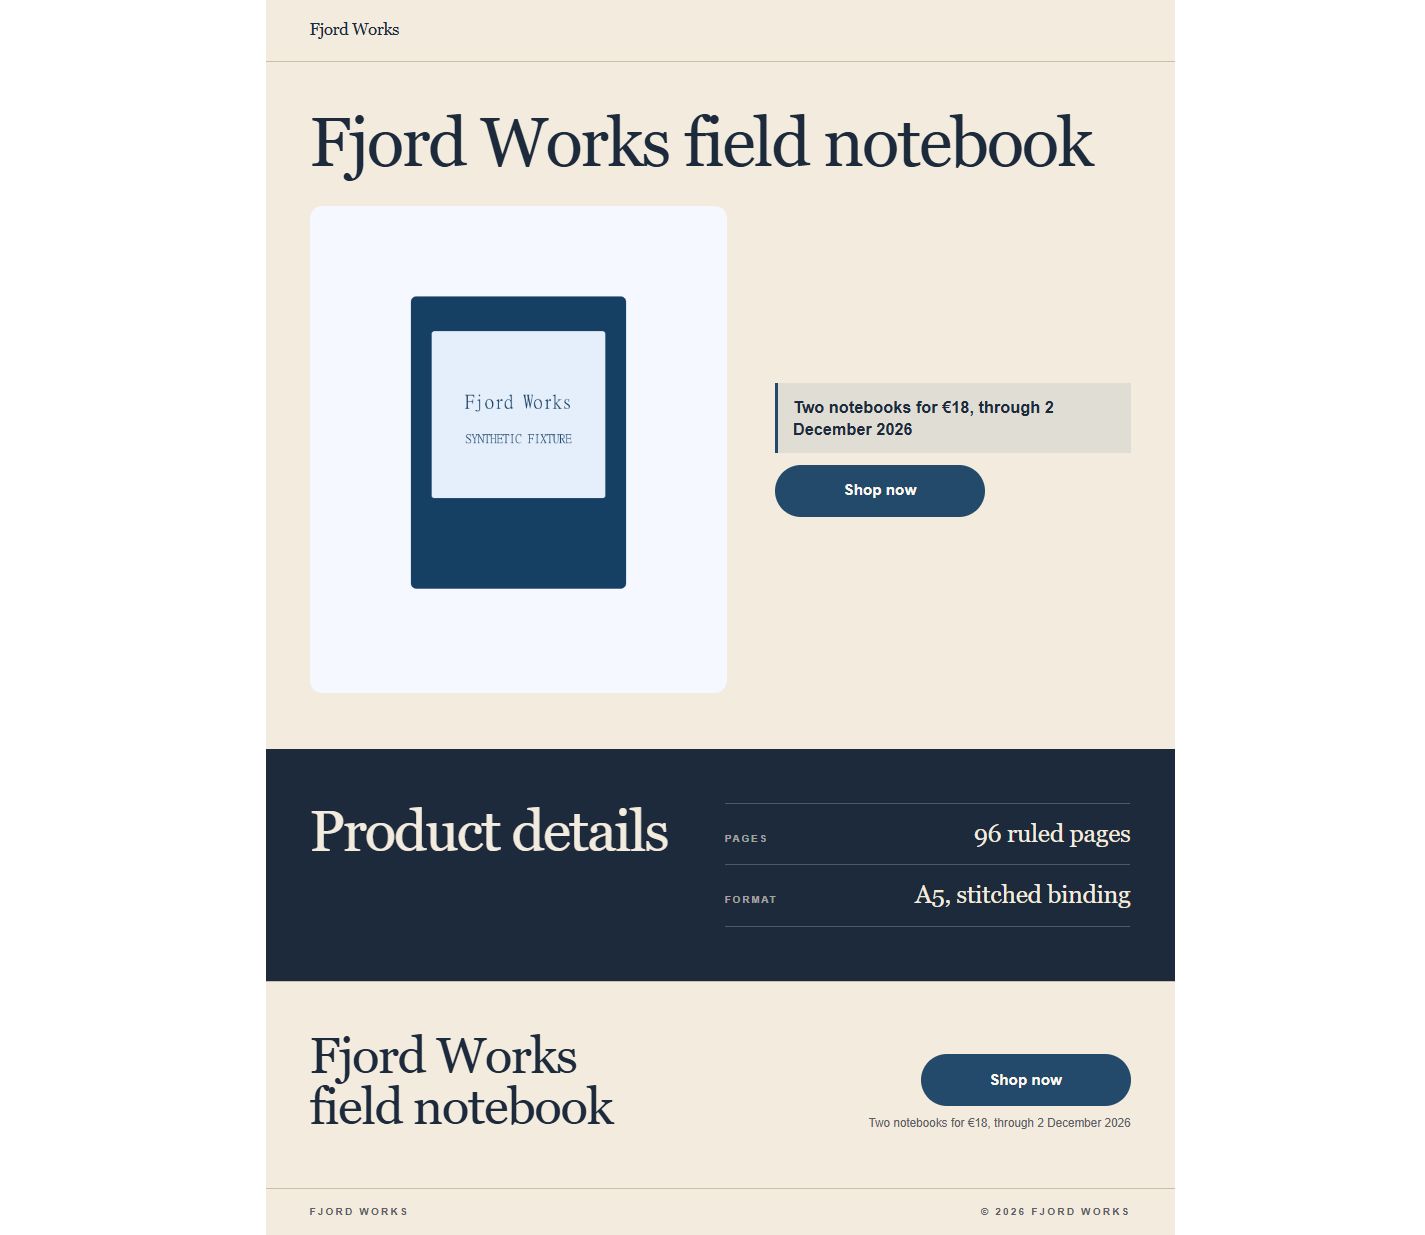 Fjord Works
Fjord Works field notebook
Fjord Works
SYNTHETIC FIXTURE
Two notebooks for €18, through 2
December 2026
Shop now
Product details
PAGES
96 ruled pages
FORMAT
A5, stitched binding
Fjord Works
field notebook
Shop now
Two notebooks for €18, through 2 December 2026
FJORD WORKS
© 2026 FJORD WORKS